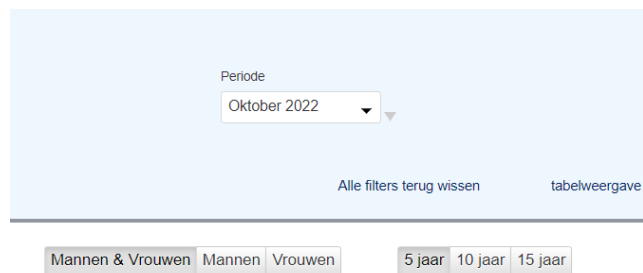 Periode
Oktober 2022
Alle filters terug wissen tabelweergave
Mannen & Vrouwen Mannen Vrouwen 5 jaar 10 jaar 15 jaar